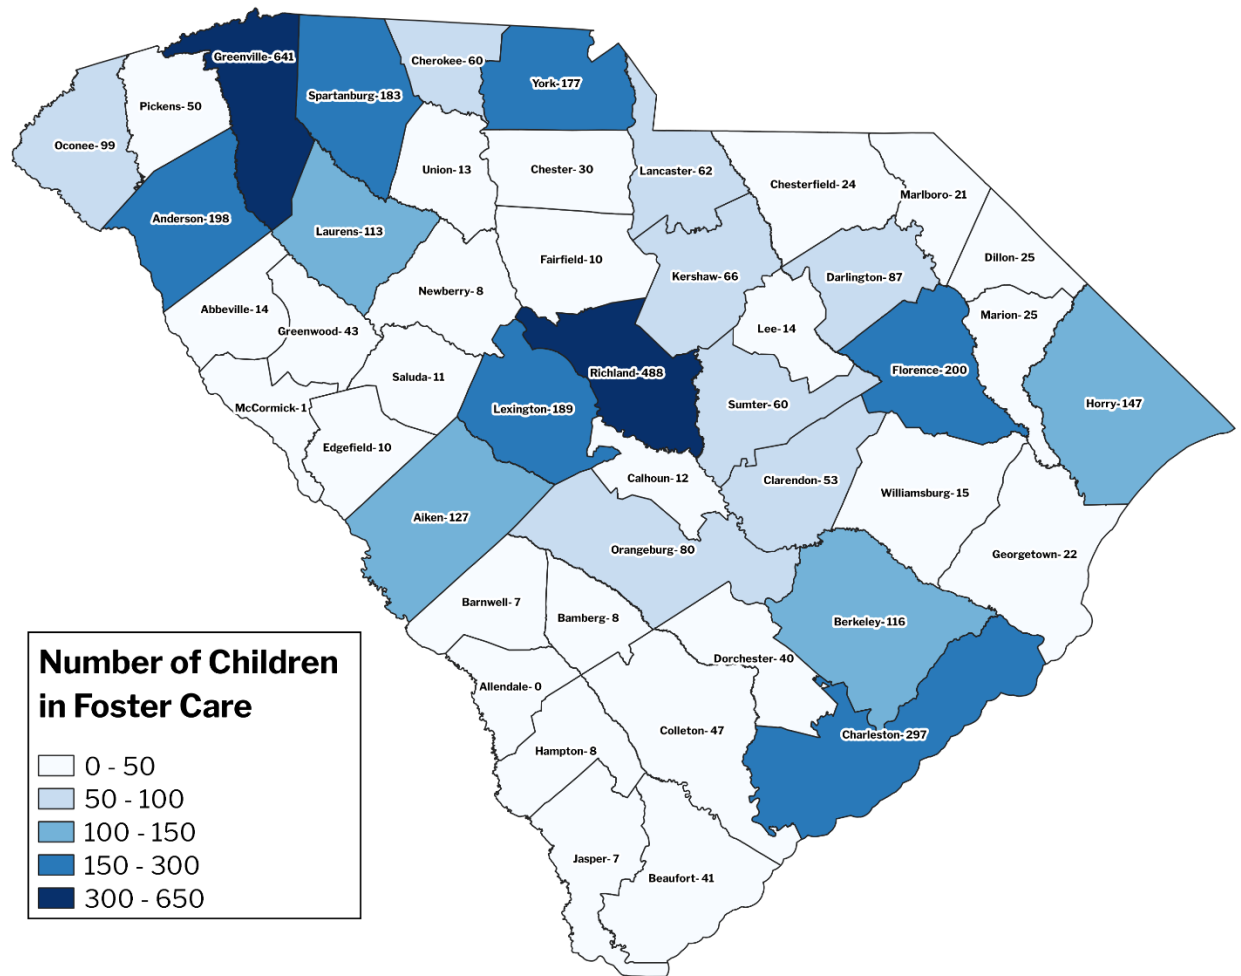 Greenville- 641
Cherokee- 60
York- 177
Spartanburg- 183
Pickens- 50
Oconee- 99
Union- 13
Chester- 30
Lancaster- 62
Chesterfield- 24
Marlboro- 21
Anderson- 198
Laurens- 113
Fairfield- 10
Kershaw- 66
Darlington- 87
Dillon- 25
Newberry- 8
Abbeville- 14
Greenwood- 43
Lee- 14
Marion- 25
Saluda- 11
Richland- 488
Florence- 200
McCormick- 1
Lexington- 189
Sumter- 60
Horry- 147
Edgefield- 10
Calhoun- 12
Clarendon- 53
Williamsburg- 15
Aiken- 127
Orangeburg- 80
Georgetown- 22
Barnwell- 7
Bamberg- 8
Berkeley- 116
Dorchester- 40
Allendale- 0
Colleton- 47
Charleston- 297
Hampton- 8
Jasper- 7
Beaufort- 41
Number of Children
in Foster Care
0 - 50
50 - 100
100 - 150
150 - 300
300 - 650